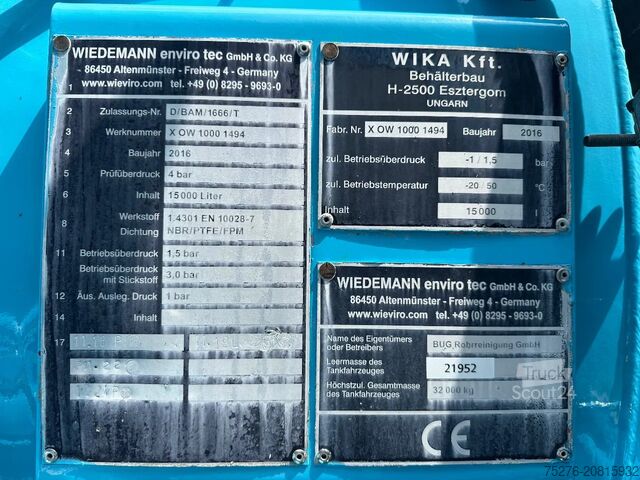 WIEDEMANN enviro tec GmbH & Co. KG
86450 Altenmünster - Freiweg 4 - Germany
www.wieviro.com tel. +49 (0) 8295 - 9693-0
1
2 Zulassungs-Nr. D/BAM/1666/T
3 Werknummer X OW 1000 1494
4 Baujahr 2016
5 Prüfüberdruck 4 bar
6 Inhalt 15000 Liter
8 Werkstoff 1.4301 EN 10028-7
Dichtung NBR/PTFE/FPM
11 Betriebsüberdruck 1,5 bar
Betriebsüberdruck mit Stickstoff 3,0 bar
12 Äus. Ausleg. Druck 1 bar
14 Inhalt
17
WIKA Kft.
Behälterbau
H-2500 Esztergom
UNGARN
Fabr. Nr. X OW 1000 1494 Baujahr 2016
zul. Betriebsüberdruck -1 / 1,5 bar
zul. Betriebstemperatur -20 / 50 °C
Inhalt 15000 l
WIEDEMANN enviro tec GmbH & Co. KG
86450 Altenmünster - Freiweg 4 - Germany
www.wieviro.com tel. +49 (0) 8295 - 9693-0
Name des Eigentümers oder Betreibers BUG Rohrreinigung GmbH
Leermasse des Tankfahrzeuges 21952
Höchstzul. Gesamtmasse des Tankfahrzeuges 32 000 kg
CE
Truck
Scout24
75276-20815932